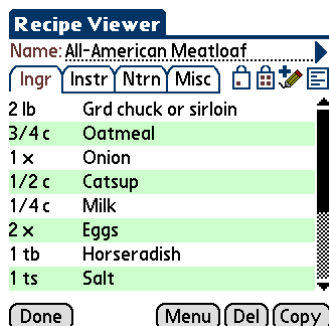 Recipe Viewer
Name: All-American Meatloaf
Ingr Instr Ntrn Misc
2 lb Grd chuck or sirloin
3/4 c Oatmeal
1 x Onion
1/2 c Catsup
1/4 c Milk
2 x Eggs
1 tb Horseradish
1 ts Salt
Done Menu Del Copy